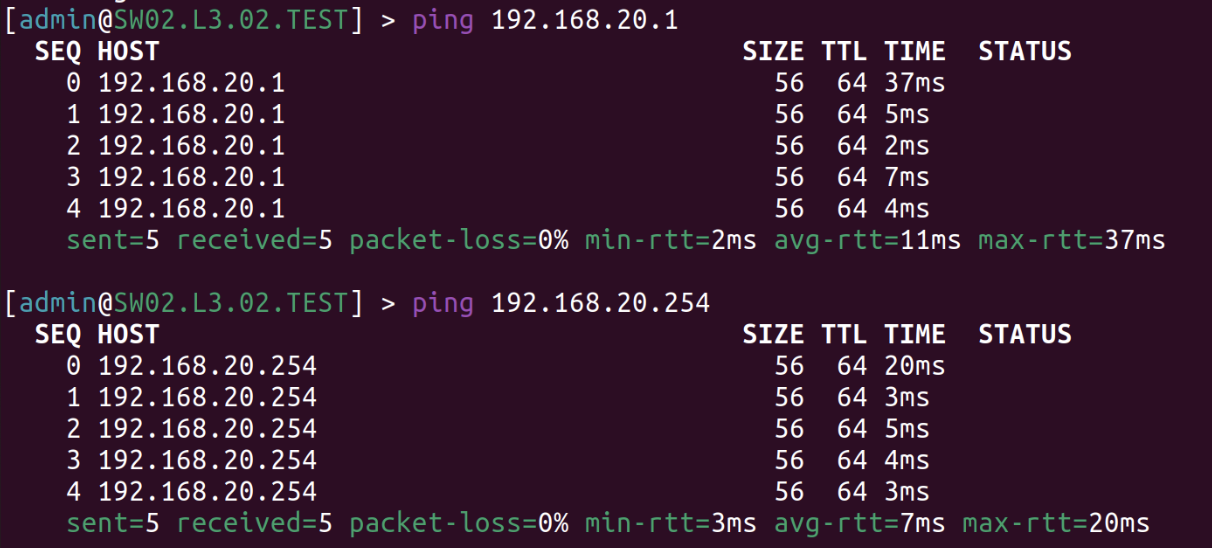 [admin@SW02.L3.02.TEST] > ping 192.168.20.1
SEQ HOST SIZE TTL TIME STATUS
0 192.168.20.1 56 64 37ms
1 192.168.20.1 56 64 5ms
2 192.168.20.1 56 64 2ms
3 192.168.20.1 56 64 7ms
4 192.168.20.1 56 64 4ms
sent=5 received=5 packet-loss=0% min-rtt=2ms avg-rtt=11ms max-rtt=37ms
[admin@SW02.L3.02.TEST] > ping 192.168.20.254
SEQ HOST SIZE TTL TIME STATUS
0 192.168.20.254 56 64 20ms
1 192.168.20.254 56 64 3ms
2 192.168.20.254 56 64 5ms
3 192.168.20.254 56 64 4ms
4 192.168.20.254 56 64 3ms
sent=5 received=5 packet-loss=0% min-rtt=3ms avg-rtt=7ms max-rtt=20ms